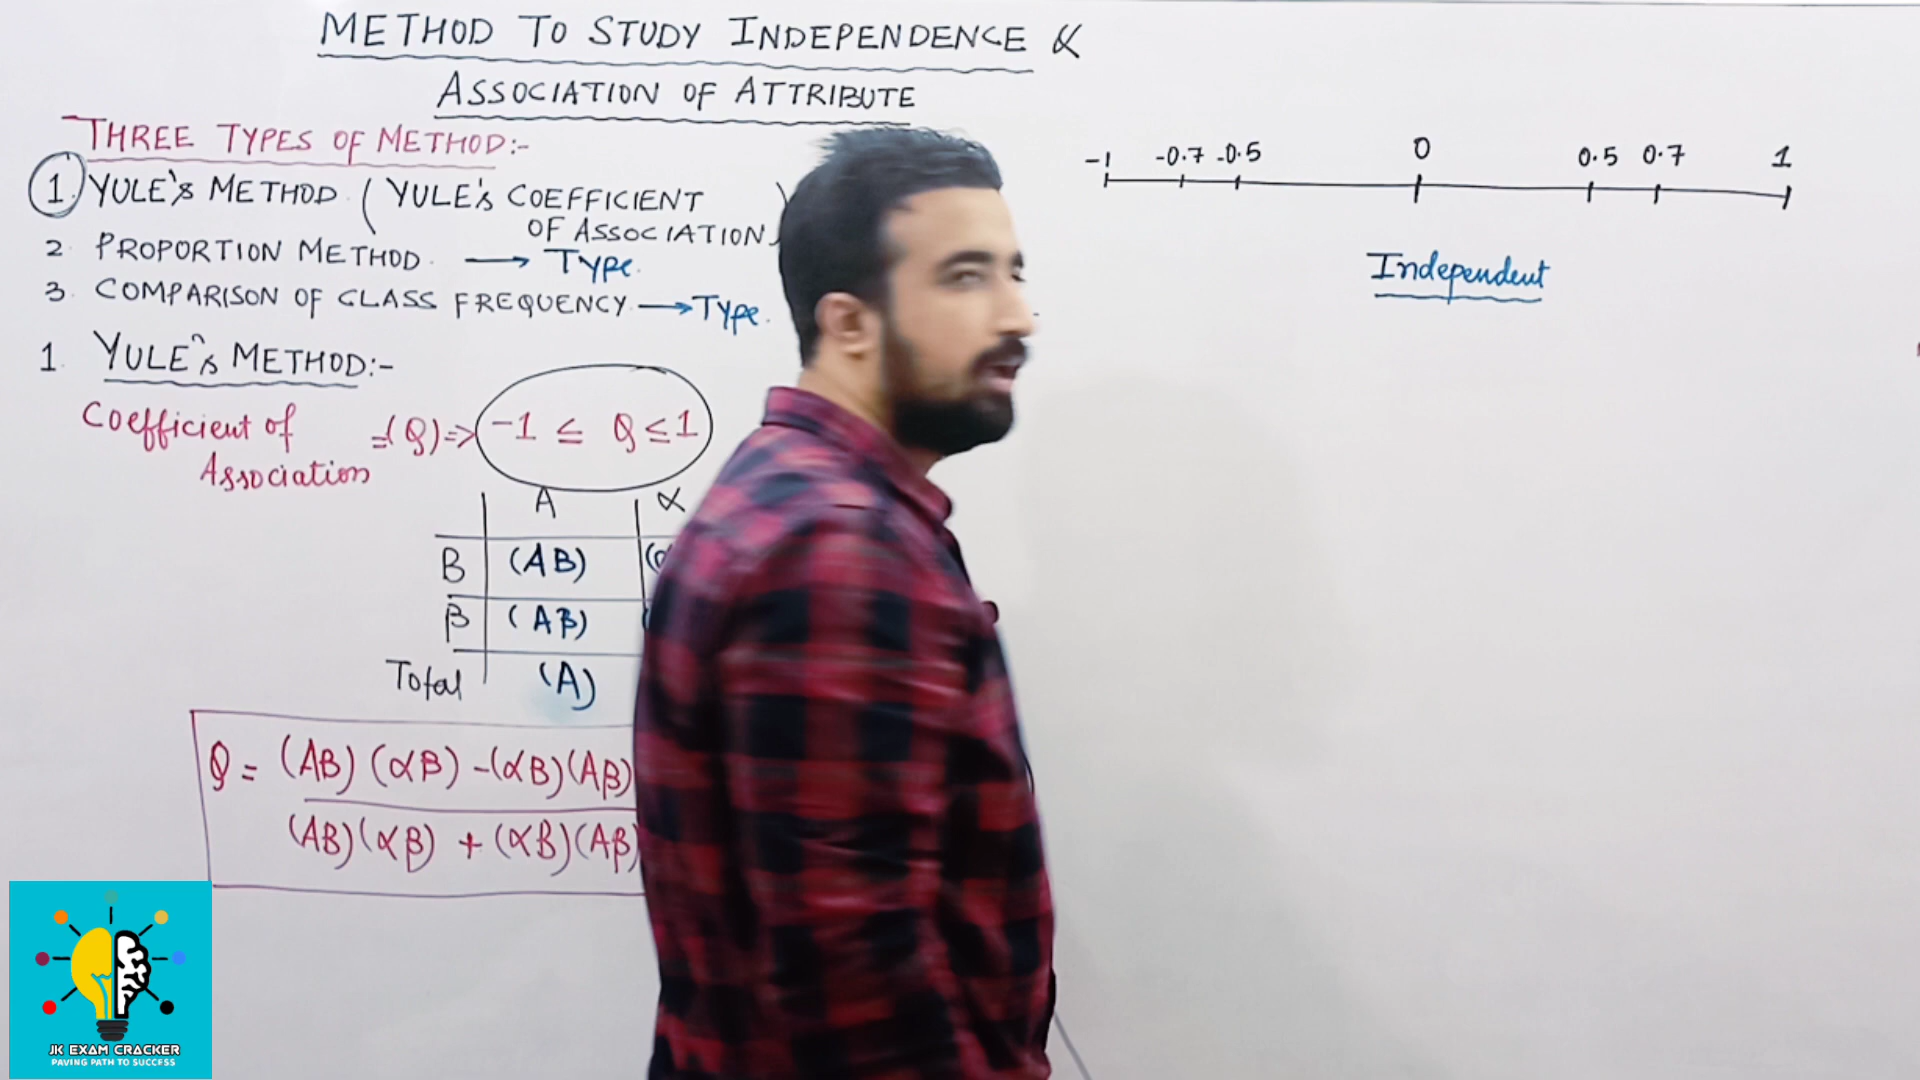 METHOD TO STUDY INDEPENDENCE &
ASSOCIATION OF ATTRIBUTE
THREE TYPES OF METHOD:-
1. YULE'S METHOD (YULE'S COEFFICIENT
OF ASSOCIATION)
2. PROPORTION METHOD. → Type.
3. COMPARISON OF CLASS FREQUENCY → Type.
1. YULE'S METHOD:-
Coefficient of
Association =(Q)=> -1 ≤ Q ≤ 1
A α
B (AB)
β (Aβ)
Total (A)
Q = (AB) (αβ) - (αB)(Aβ)
(AB)(αβ) + (αB)(Aβ)
-1 -0.7 -0.5 0 0.5 0.7 1
Independent
JK EXAM CRACKER
PAVING PATH TO SUCCESS